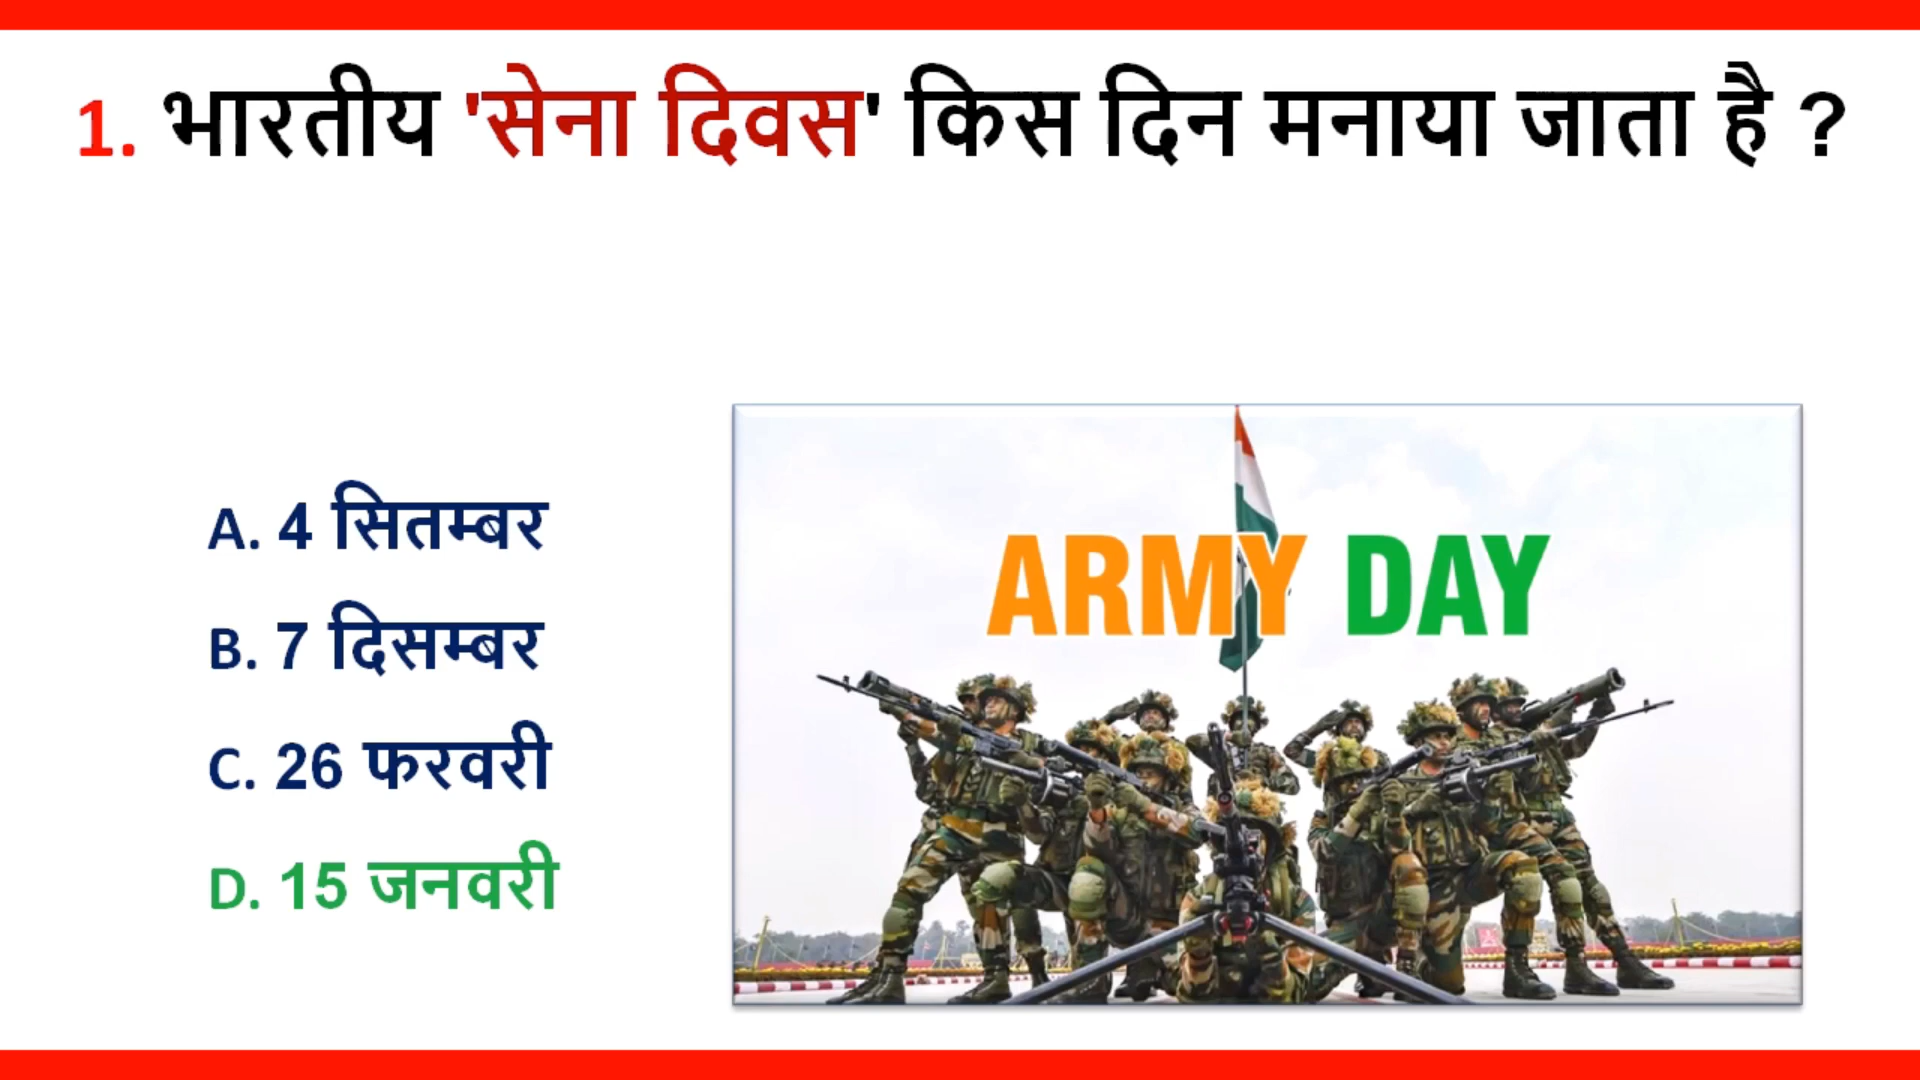 1. भारतीय 'सेना दिवस' किस दिन मनाया जाता है ?
A. 4 सितम्बर
B. 7 दिसम्बर
C. 26 फरवरी
D. 15 जनवरी
ARMY DAY